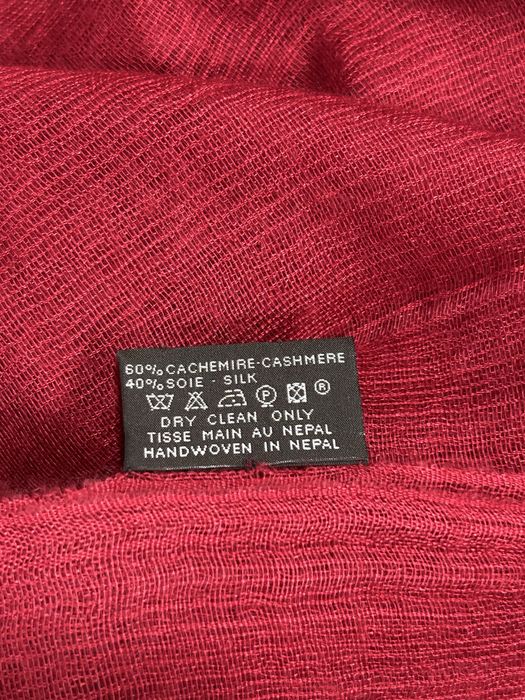 60% CACHEMIRE-CASHMERE
40% SOIE - SILK
P ®
DRY CLEAN ONLY
TISSE MAIN AU NEPAL
HANDWOVEN IN NEPAL